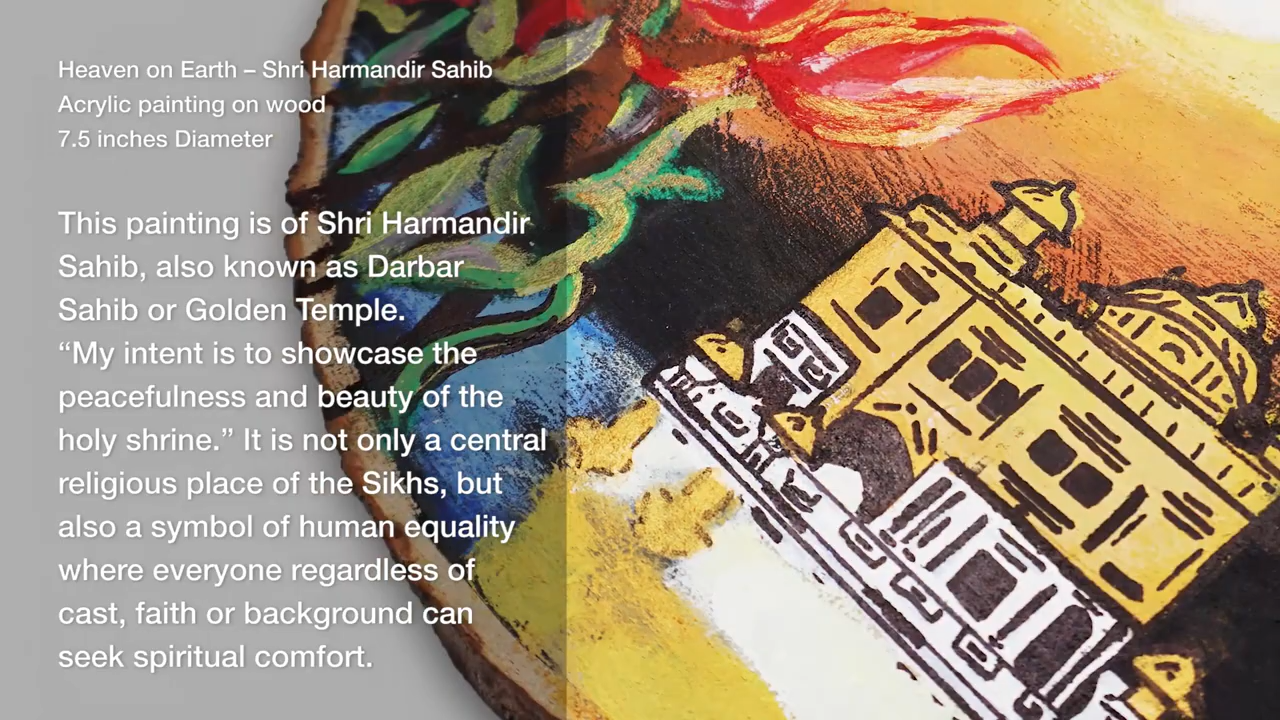 Heaven on Earth – Shri Harmandir Sahib
Acrylic painting on wood
7.5 inches Diameter
This painting is of Shri Harmandir
Sahib, also known as Darbar
Sahib or Golden Temple.
“My intent is to showcase the
peacefulness and beauty of the
holy shrine.” It is not only a central
religious place of the Sikhs, but
also a symbol of human equality
where everyone regardless of
cast, faith or background can
seek spiritual comfort.